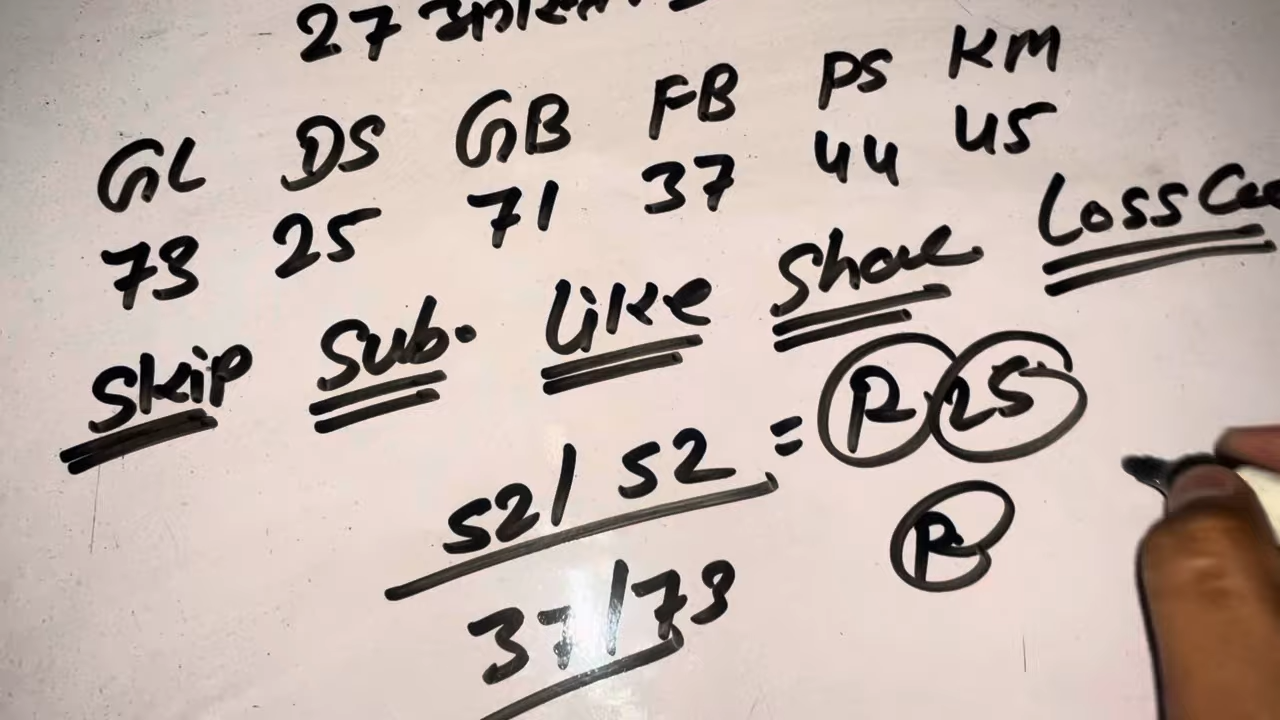 27
GL DS GB FB PS KM
73 25 71 37 44 45
Skip Sub. Like Share Loss
52/52 = R 25
37/73 R